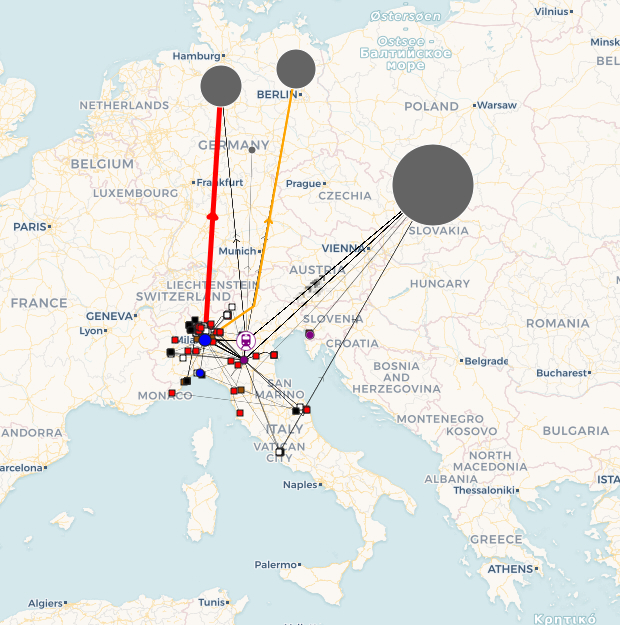 Østersøen
- Ostsee -
Балтийское
море
Vilnius
Minsk
BEL
Hamburg
BERLIN
NETHERLANDS
POLAND
Warsaw
GERMANY
BELGIUM
LUXEMBOURG
Frankfurt
Prague
CZECHIA
PARIS
SLOVAKIA
VIENNA
Munich
AUSTRIA
LIECHTENSTEIN
SWITZERLAND
HUNGARY
FRANCE
GENEVA
Lyon
SLOVENIA
CROATIA
ROMANIA
Mila
Belgrade
Bucharest
BOSNIA
AND
HERZEGOVINA
MONACO
SAN
MARINO
MONTENEGRO
KOSOVO
BULGARIA
ANDORRA
ITALY
VATICAN
CITY
NORTH
MACEDONIA
ALBANIA
arcelona
Naples
Thessaloniki
ISTA
GREECE
Palermo
ATHENS
Algiers
Tunis
Κρητικό